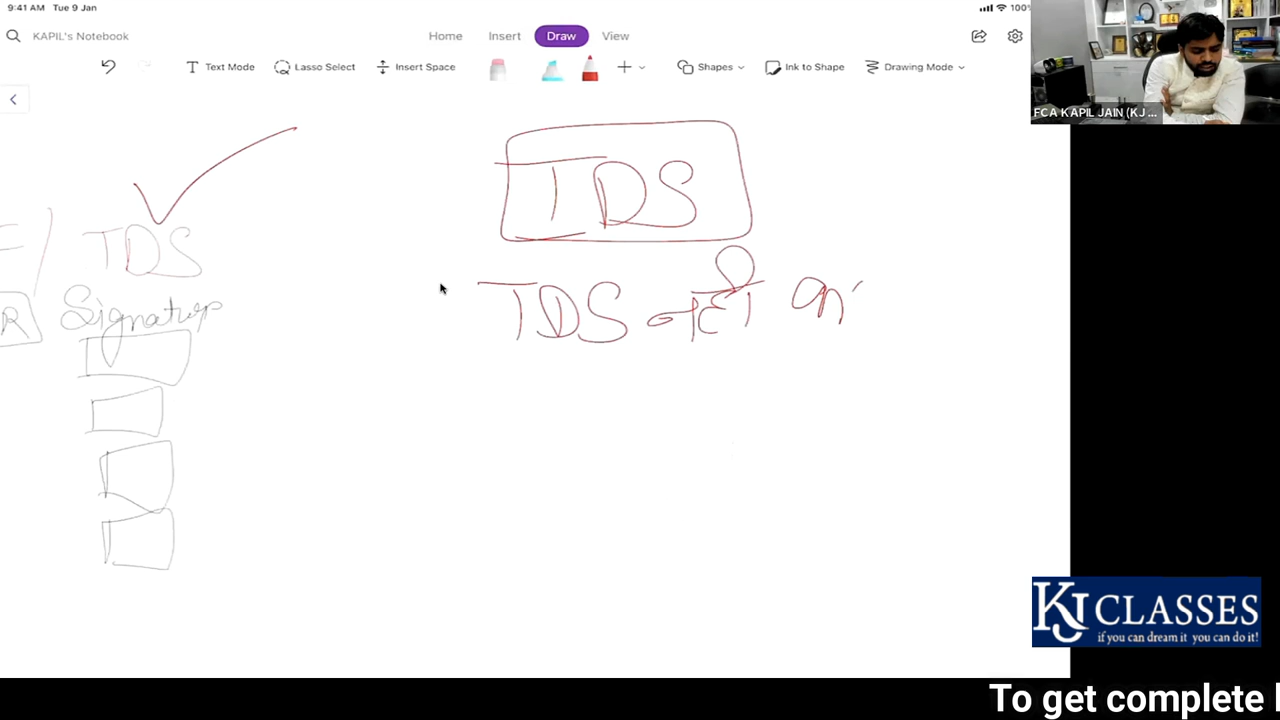 9:41 AM Tue 9 Jan
100%
KAPIL's Notebook
Home Insert Draw View
Text Mode Lasso Select Insert Space Shapes Ink to Shape Drawing Mode
FCA KAPIL JAIN (KJ ...
TDS
TDS नहीं
TDS
R
Signature
KJ CLASSES
if you can dream it you can do it!
To get complete